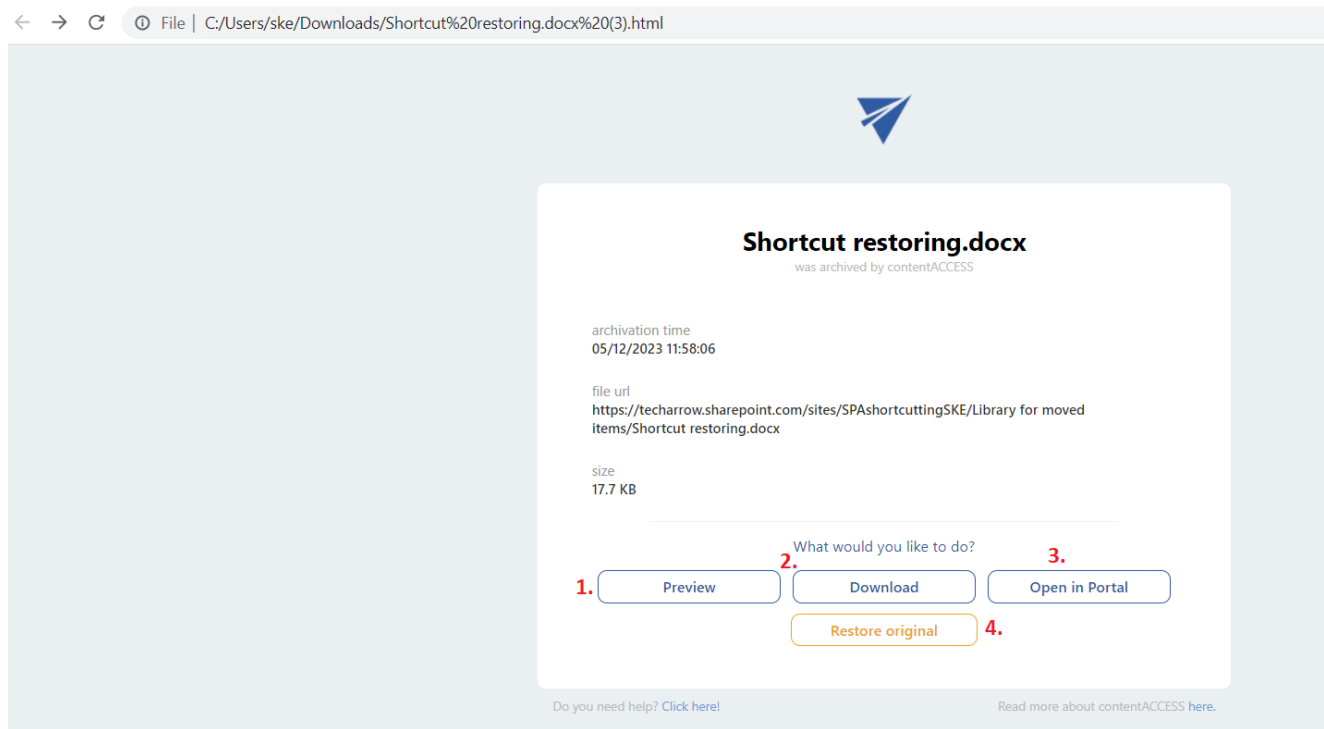 File | C:/Users/ske/Downloads/Shortcut%20restoring.docx%20(3).html
Shortcut restoring.docx
was archived by contentACCESS
archivation time
05/12/2023 11:58:06
file url
https://techarrow.sharepoint.com/sites/SPAshortcuttingSKE/Library for moved
items/Shortcut restoring.docx
size
17.7 KB
What would you like to do?
1. Preview 2. Download 3. Open in Portal
Restore original 4.
Do you need help? Click here! Read more about contentACCESS here.